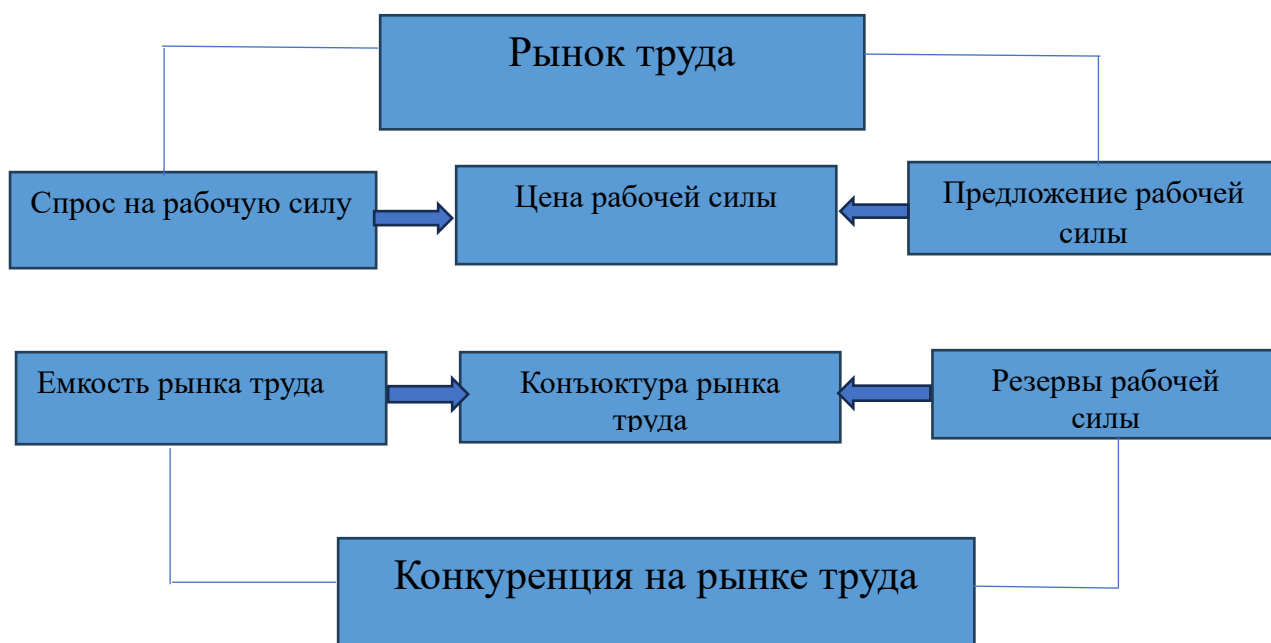 Рынок труда
Спрос на рабочую силу
Цена рабочей силы
Предложение рабочей
силы
Емкость рынка труда
Конъюктура рынка
труда
Резервы рабочей
силы
Конкуренция на рынке труда